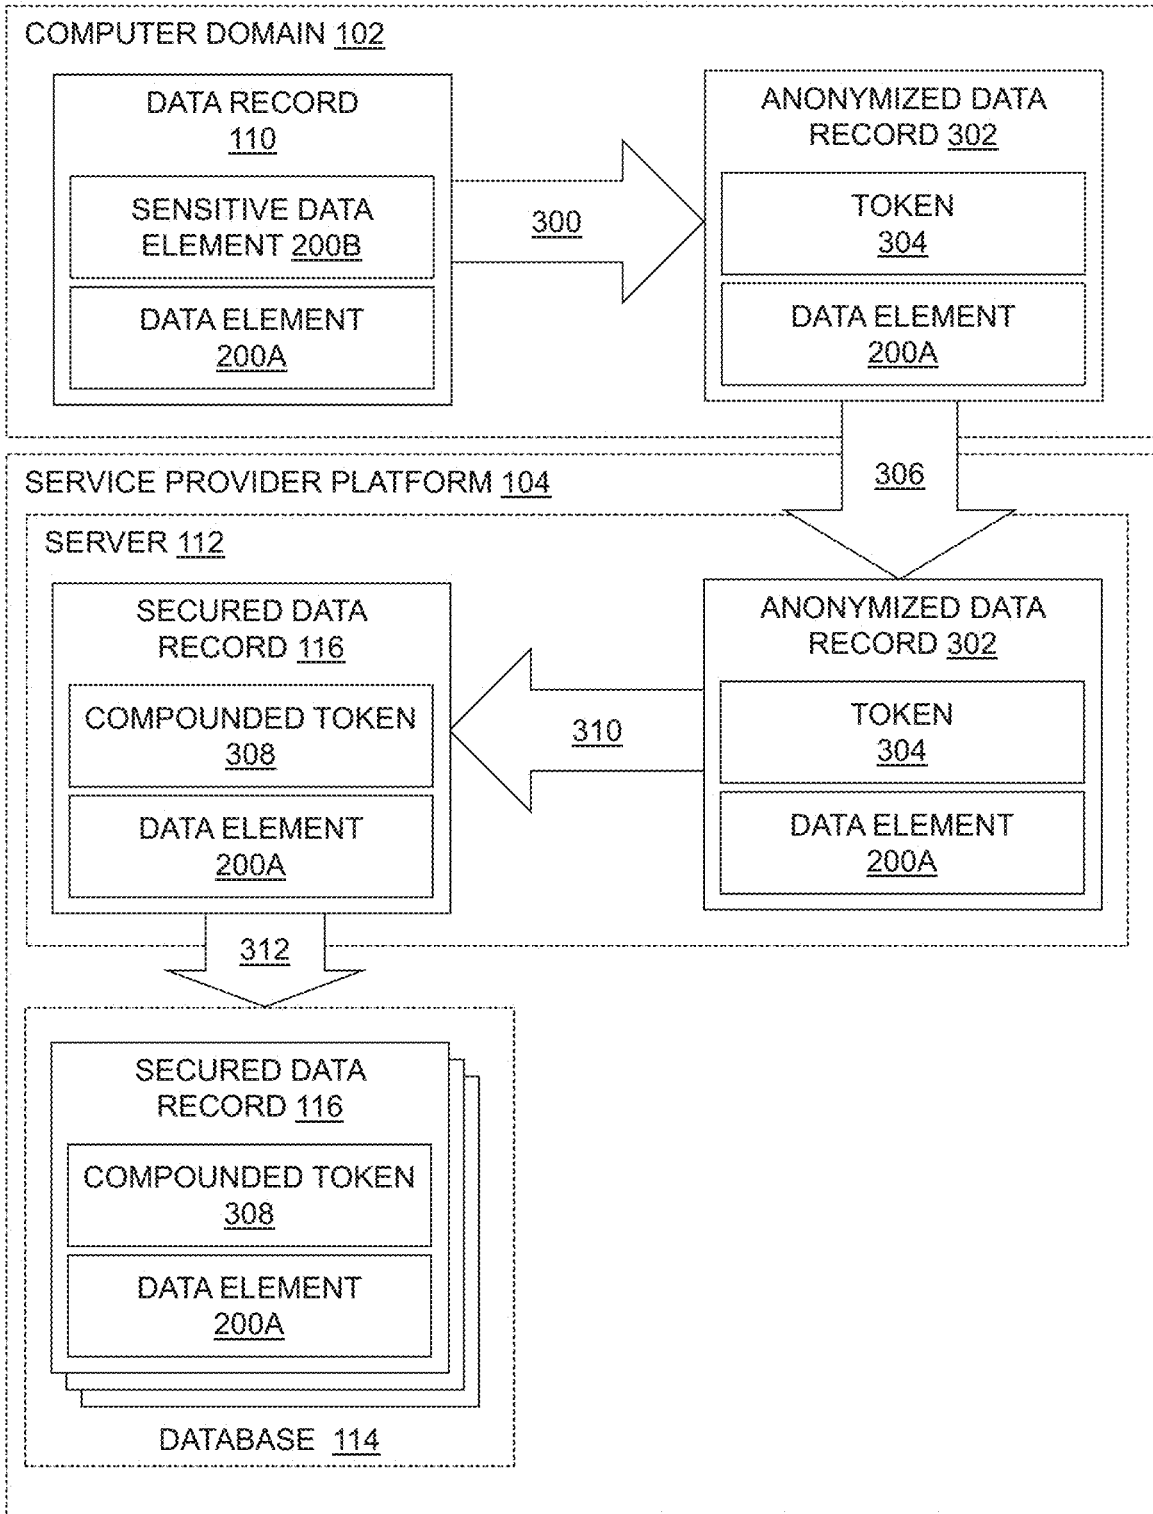 COMPUTER DOMAIN 102
DATA RECORD
110
SENSITIVE DATA
ELEMENT 200B
DATA ELEMENT
200A
300
ANONYMIZED DATA
RECORD 302
TOKEN
304
DATA ELEMENT
200A
306
SERVICE PROVIDER PLATFORM 104
SERVER 112
SECURED DATA
RECORD 116
COMPOUNDED TOKEN
308
DATA ELEMENT
200A
310
ANONYMIZED DATA
RECORD 302
TOKEN
304
DATA ELEMENT
200A
312
SECURED DATA
RECORD 116
COMPOUNDED TOKEN
308
DATA ELEMENT
200A
DATABASE 114